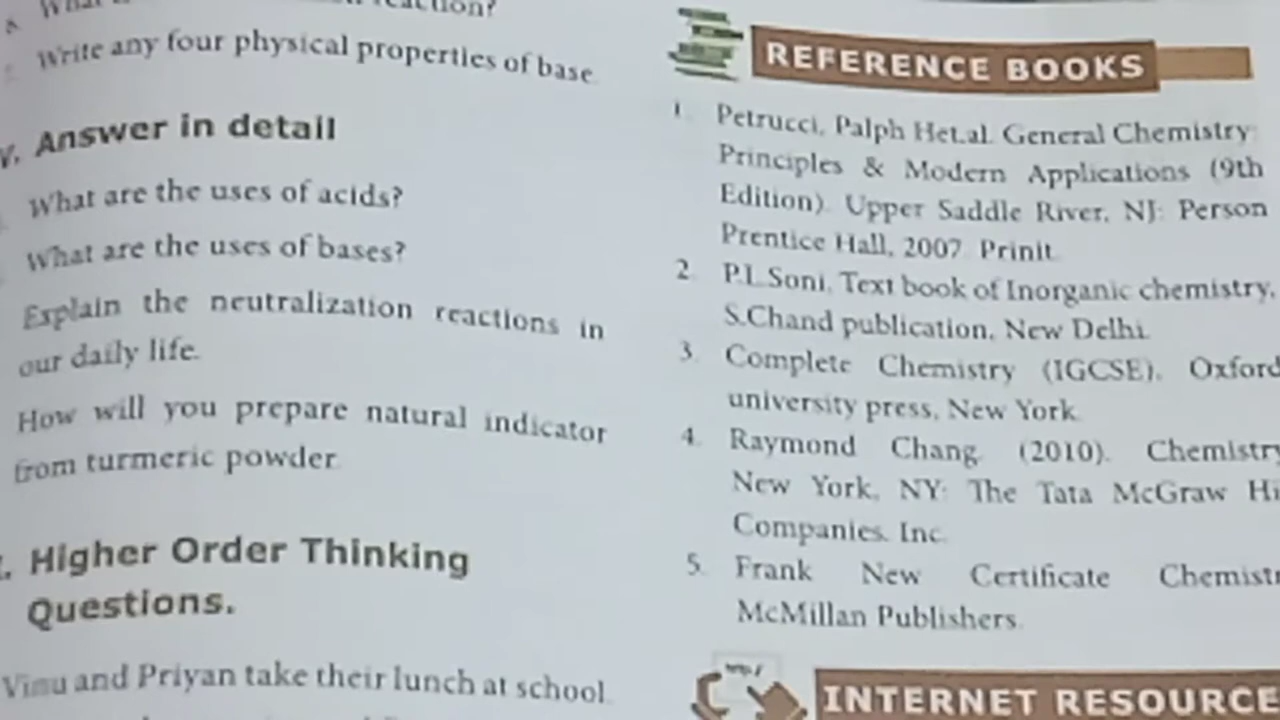 reaction?
Write any four physical properties of base.
V. Answer in detail
What are the uses of acids?
What are the uses of bases?
Explain the neutralization reactions in
our daily life.
How will you prepare natural indicator
from turmeric powder.
Higher Order Thinking
Questions.
Vinu and Priyan take their lunch at school.
REFERENCE BOOKS
1. Petrucci, Palph Het.al. General Chemistry:
Principles & Modern Applications (9th
Edition). Upper Saddle River, NJ: Person
Prentice Hall, 2007. Prinit.
2. P.L.Soni, Text book of Inorganic chemistry,
S.Chand publication, New Delhi.
3. Complete Chemistry (IGCSE), Oxford
university press, New York.
4. Raymond Chang. (2010). Chemistry
New York, NY: The Tata McGraw Hi
Companies. Inc.
5. Frank New Certificate Chemistr
McMillan Publishers.
INTERNET RESOURCE